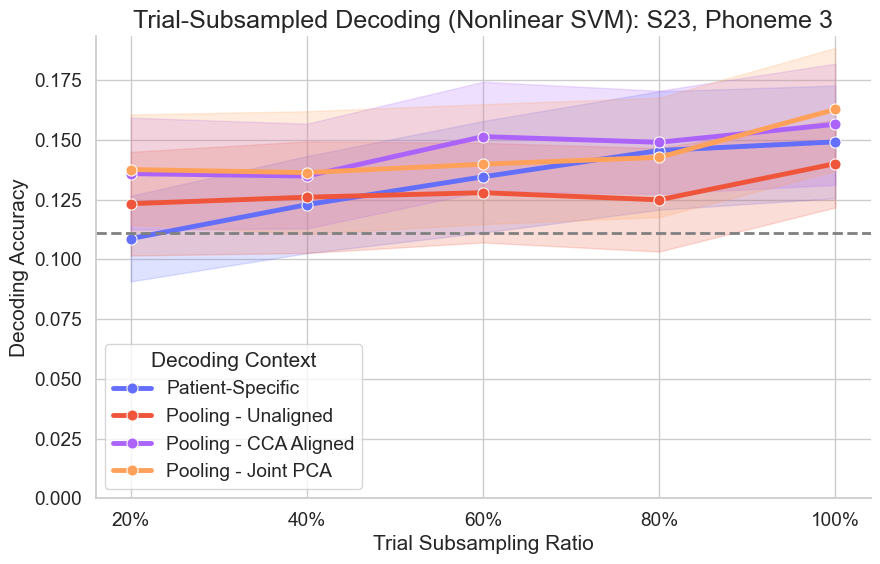 Trial-Subsampled Decoding (Nonlinear SVM): S23, Phoneme 3
Decoding Accuracy
0.175
0.150
0.125
0.100
0.075
0.050
0.025
0.000
Decoding Context
Patient-Specific
Pooling - Unaligned
Pooling - CCA Aligned
Pooling - Joint PCA
20%
40%
60%
80%
100%
Trial Subsampling Ratio